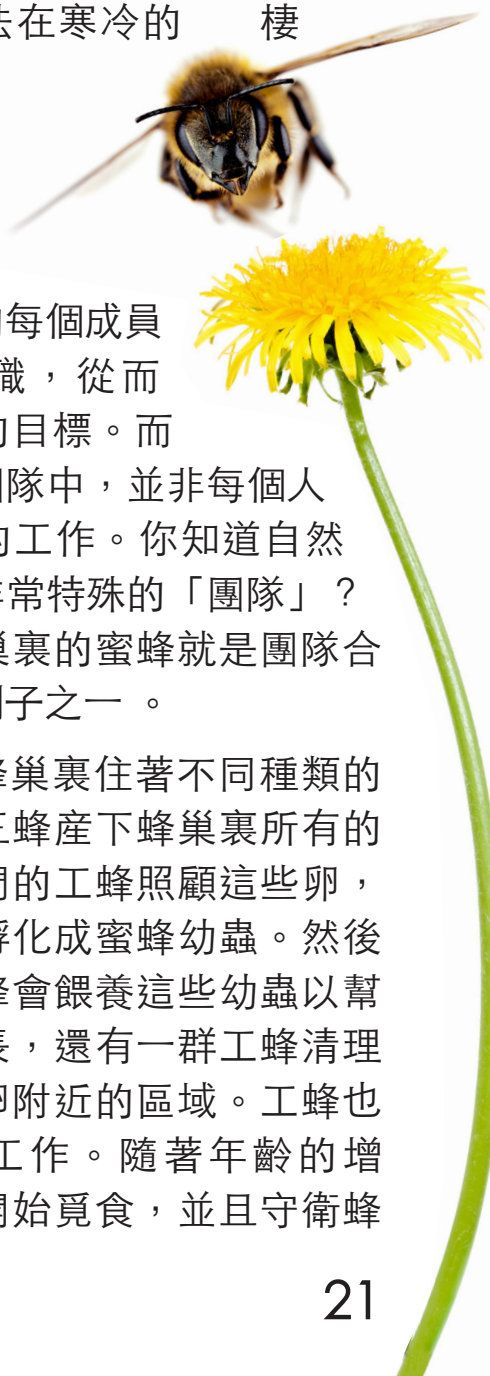 法在寒冷的 棲
的每個成員
，從而
的目標。而
團隊中，並非每個人
的工作。你知道自然
非常特殊的「團隊」？
巢裏的蜜蜂就是團隊合
例子之一 。
蜂巢裏住著不同種類的
王蜂産下蜂巢裏所有的
門的工蜂照顧這些卵，
孵化成蜜蜂幼蟲。然後
蜂會餵養這些幼蟲以幫
長，還有一群工蜂清理
卵附近的區域。工蜂也
工作。隨著年齡的增
開始覓食，並且守衛蜂
21